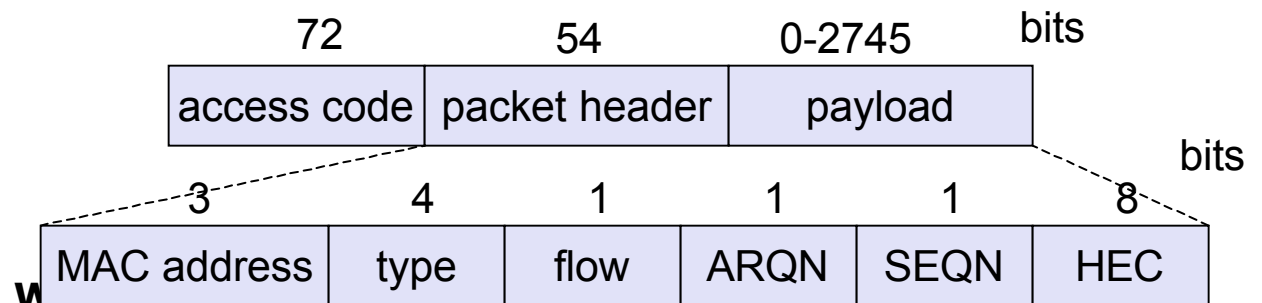 72 54 0-2745 bits
access code packet header payload
bits
3 4 1 1 1 8
MAC address type flow ARQN SEQN HEC